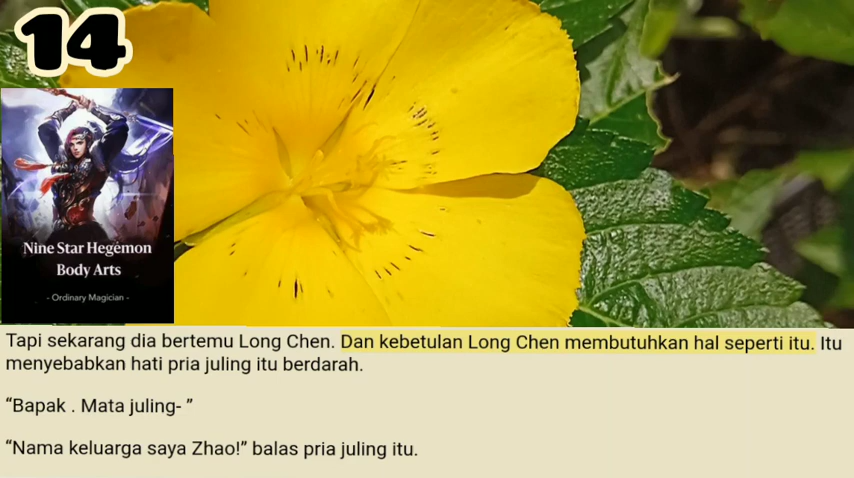 14
Nine Star Hegemon
Body Arts
- Ordinary Magician -
Tapi sekarang dia bertemu Long Chen. Dan kebetulan Long Chen membutuhkan hal seperti itu. Itu
menyebabkan hati pria juling itu berdarah.
“Bapak . Mata juling- ”
“Nama keluarga saya Zhao!” balas pria juling itu.